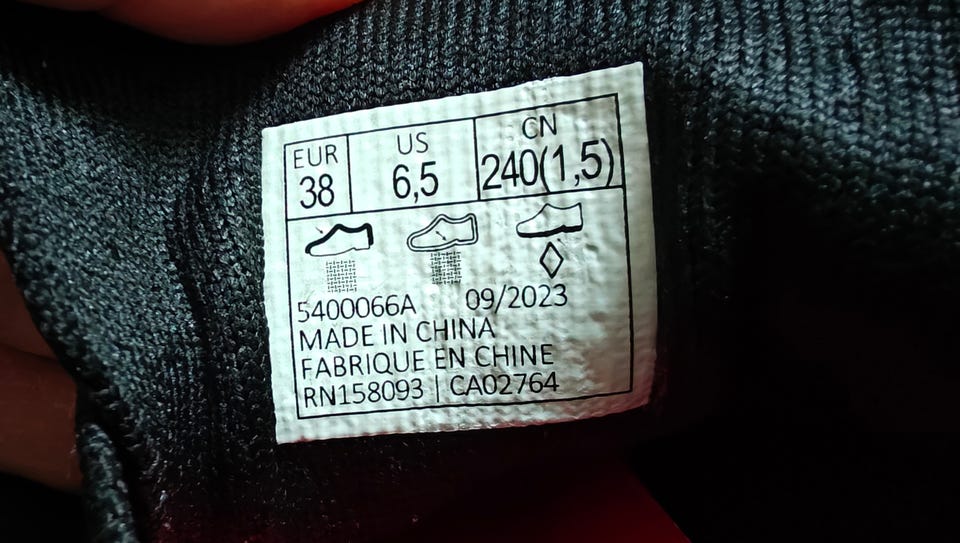 EUR US CN
38 6,5 240(1,5)
5400066A 09/2023
MADE IN CHINA
FABRIQUE EN CHINE
RN158093 | CA02764